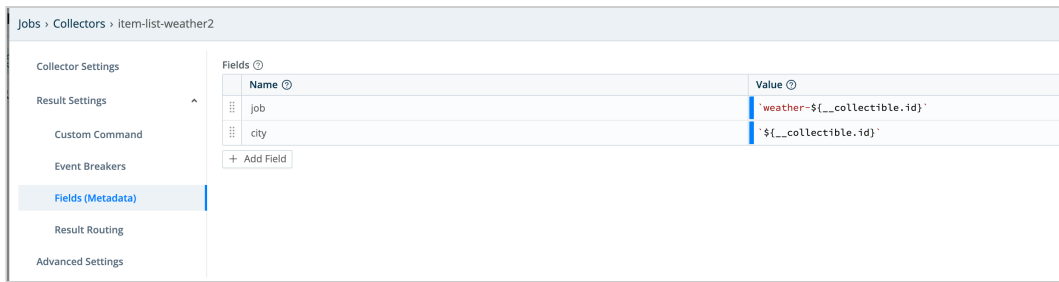 Jobs › Collectors › item-list-weather2
Collector Settings
Result Settings
Custom Command
Event Breakers
Fields (Metadata)
Result Routing
Advanced Settings
Fields ?
Name ? Value ?
job `weather-${__collectible.id}`
city `${__collectible.id}`
+ Add Field